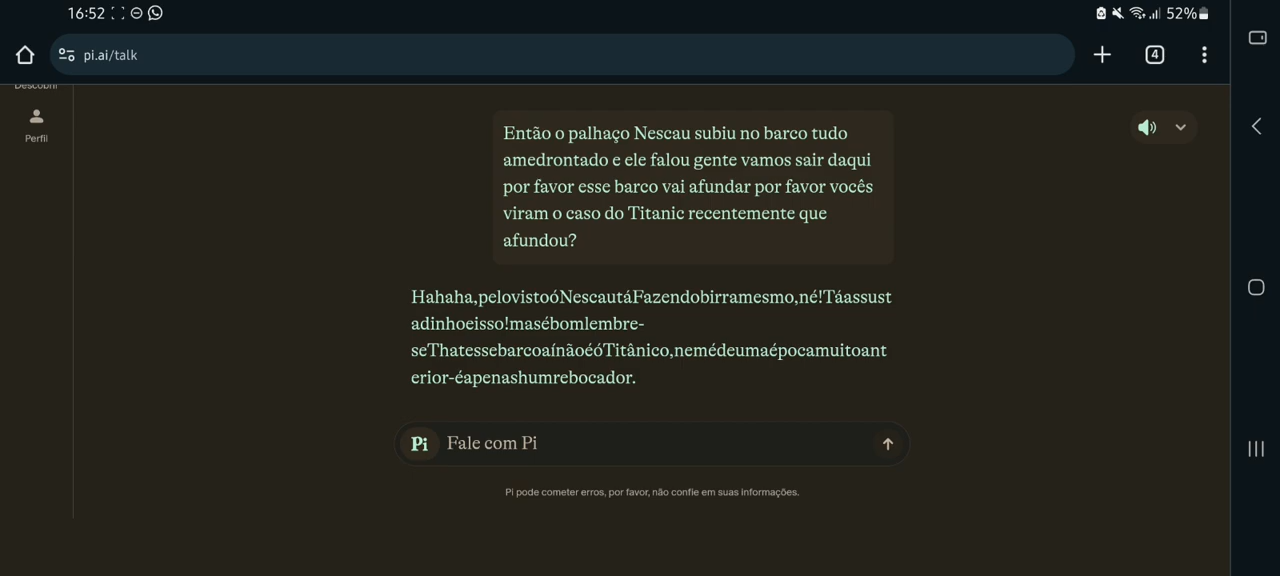 16:52
52%
pi.ai/talk
4
Descobrir
Perfil
Então o palhaço Nescau subiu no barco tudo
amedrontado e ele falou gente vamos sair daqui
por favor esse barco vai afundar por favor vocês
viram o caso do Titanic recentemente que
afundou?
Hahaha,pelovistoóNescautáFazendobirramesmo,né!Táassust
adinhoeisso!masébomlembre-
seThatessebarcoaínãoéóTitânico,nemédeumaépocamuitoant
erior-éapenashumrebocador.
Pi Fale com Pi
Pi pode cometer erros, por favor, não confie em suas informações.